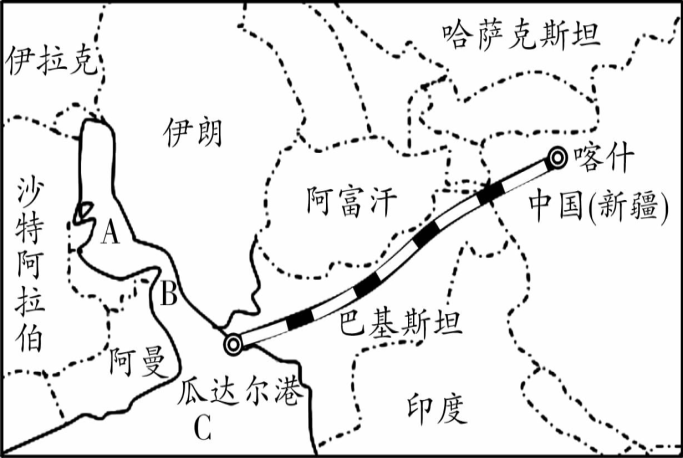 哈萨克斯坦
伊拉克
伊朗
喀什
中国(新疆)
阿富汗
沙特阿拉伯
A
B
巴基斯坦
阿曼
瓜达尔港
印度
C